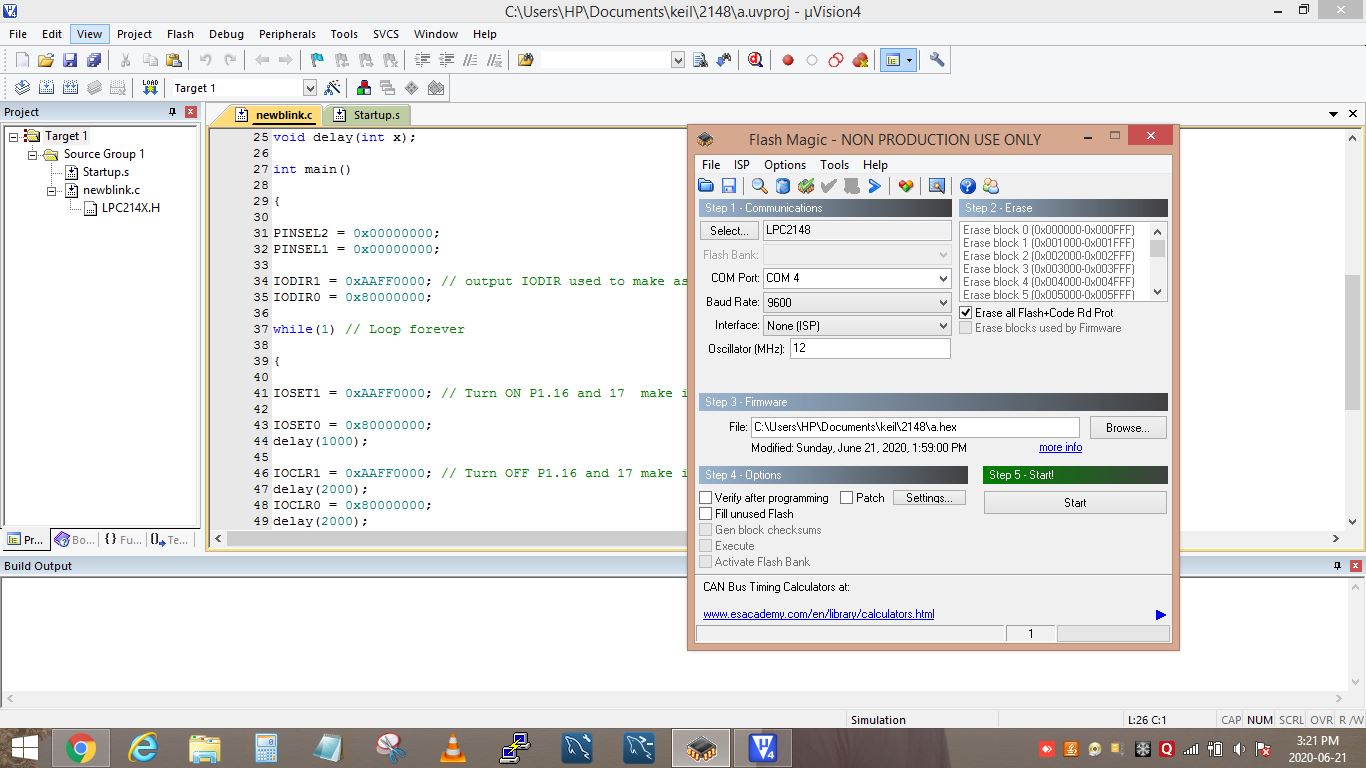 C:\Users\HP\Documents\keil\2148\a.uvproj - µVision4
File Edit View Project Flash Debug Peripherals Tools SVCS Window Help
LOAD Target 1
Project
Target 1
Source Group 1
Startup.s
newblink.c
LPC214X.H
Pr... Bo... {} Fu... Te...
newblink.c Startup.s
25 void delay(int x);
26
27 int main()
28
29 {
30
31 PINSEL2 = 0x00000000;
32 PINSEL1 = 0x00000000;
33
34 IODIR1 = 0xAAFF0000; // output IODIR used to make as
35 IODIR0 = 0x80000000;
36
37 while(1) // Loop forever
38
39 {
40
41 IOSET1 = 0xAAFF0000; // Turn ON P1.16 and 17  make i
42
43 IOSET0 = 0x80000000;
44 delay(1000);
45
46 IOCLR1 = 0xAAFF0000; // Turn OFF P1.16 and 17 make i
47 delay(2000);
48 IOCLR0 = 0x80000000;
49 delay(2000);
Flash Magic - NON PRODUCTION USE ONLY
File ISP Options Tools Help
Step 1 - Communications
Select... LPC2148
Flash Bank:
COM Port: COM 4
Baud Rate: 9600
Interface: None (ISP)
Oscillator (MHz): 12
Step 2 - Erase
Erase block 0 (0x000000-0x000FFF)
Erase block 1 (0x001000-0x001FFF)
Erase block 2 (0x002000-0x002FFF)
Erase block 3 (0x003000-0x003FFF)
Erase block 4 (0x004000-0x004FFF)
Erase block 5 (0x005000-0x005FFF)
Erase all Flash+Code Rd Prot
Erase blocks used by Firmware
Step 3 - Firmware
File: C:\Users\HP\Documents\keil\2148\a.hex Browse...
Modified: Sunday, June 21, 2020, 1:59:00 PM more info
Step 4 - Options
Verify after programming Patch Settings...
Fill unused Flash
Gen block checksums
Execute
Activate Flash Bank
Step 5 - Start!
Start
CAN Bus Timing Calculators at:
www.esacademy.com/en/library/calculators.html
1
Build Output
Simulation L:26 C:1 CAP NUM SCRL OVR R /W
3:21 PM
2020-06-21